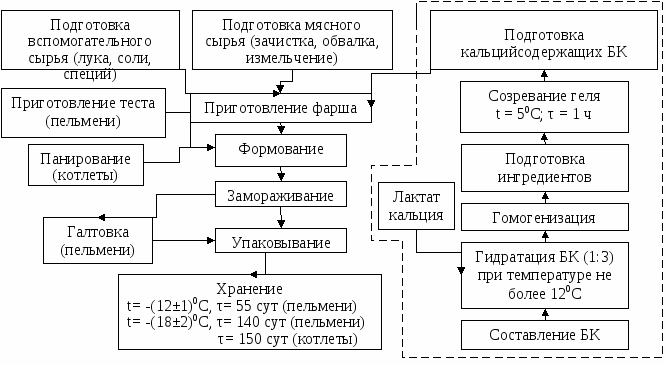 Подготовка
вспомогательного
сырья (лука, соли,
специй)
Подготовка мясного
сырья (зачистка, обвалка,
измельчение)
Подготовка
кальцийсодержащих БК
Приготовление теста
(пельмени)
Приготовление фарша
Созревание геля
t = 5⁰С; τ = 1 ч
Панирование
(котлеты)
Формование
Подготовка
ингредиентов
Замораживание
Лактат
кальция
Гомогенизация
Галтовка
(пельмени)
Упаковывание
Гидратация БК (1:3)
при температуре не
более 12⁰С
Хранение
t= -(12±1)⁰С, τ= 55 сут (пельмени)
t= -(18±2)⁰С, τ= 140 сут (пельмени)
τ= 150 сут (котлеты)
Составление БК